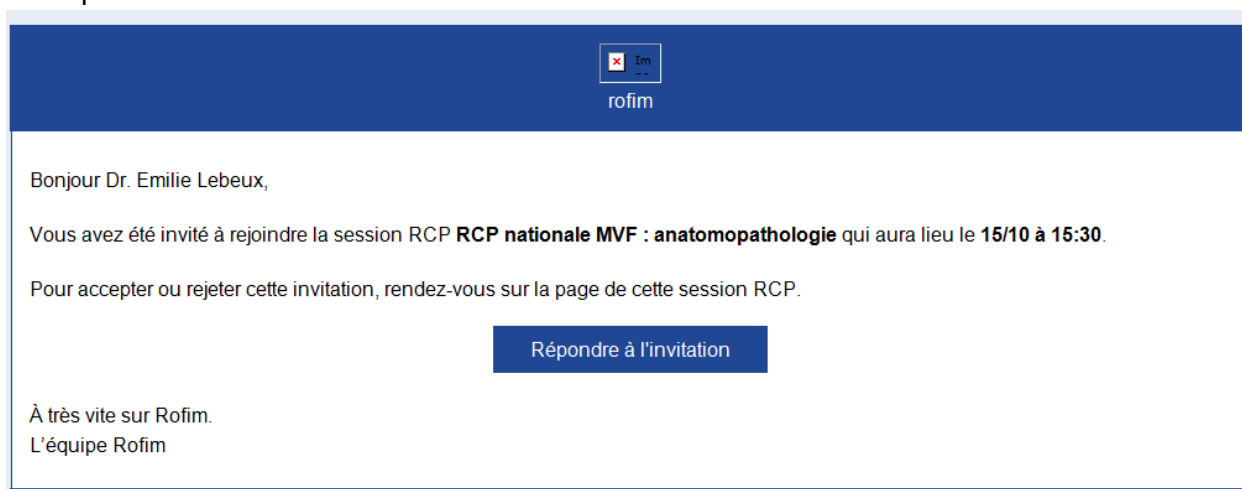 Im
rofim
Bonjour Dr. Emilie Lebeux,
Vous avez été invité à rejoindre la session RCP RCP nationale MVF : anatomopathologie qui aura lieu le 15/10 à 15:30.
Pour accepter ou rejeter cette invitation, rendez-vous sur la page de cette session RCP.
Répondre à l'invitation
À très vite sur Rofim.
L'équipe Rofim